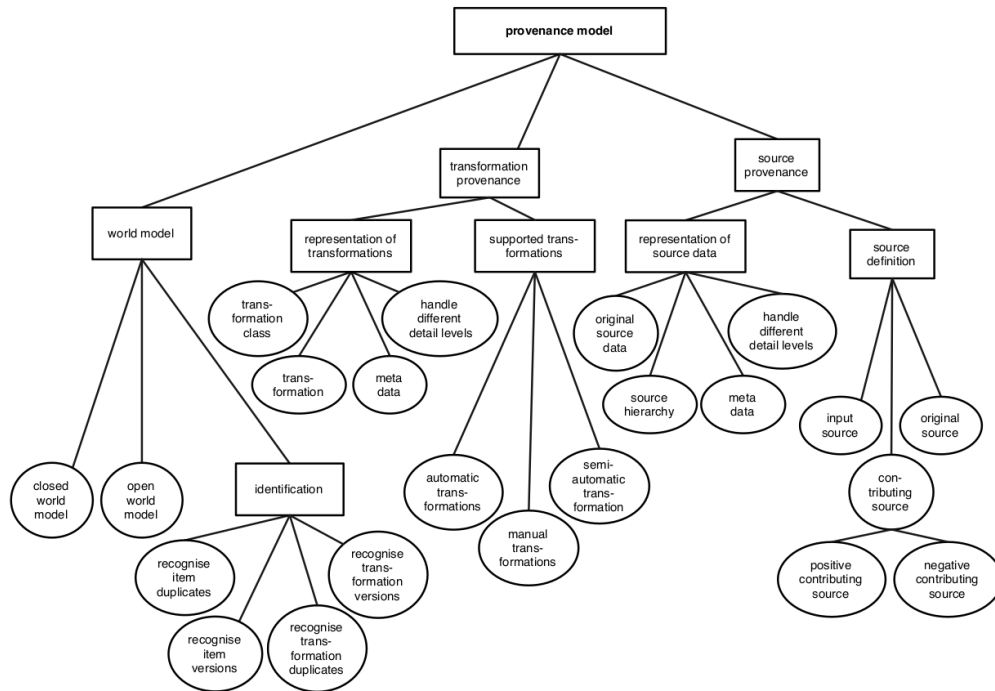 provenance model
transformation
provenance
source
provenance
world model
representation of
transformations
supported trans-
formations
representation of
source data
source
definition
trans-
formation
class
handle
different
detail levels
trans-
formation
meta
data
original
source
data
handle
different
detail levels
source
hierarchy
meta
data
input
source
original
source
closed
world
model
open
world
model
identification
automatic
trans-
formations
semi-
automatic
trans-
formation
manual
trans-
formations
con-
tributing
source
recognise
item
duplicates
recognise
trans-
formation
versions
recognise
item
versions
recognise
trans-
formation
duplicates
positive
contributing
source
negative
contributing
source